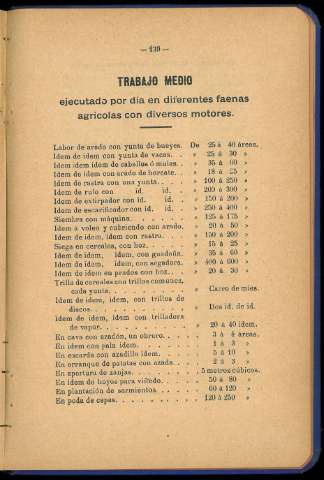 — 139 —
TRABAJO MEDIO
ejecutado por día en diferentes faenas
agrícolas con diversos motores.
Labor de arado con yunta de bueyes. De 25 á 40 áreas.
Idem de idem con yunta de vacas. . » 25 á 30 »
Idem idem idem de caballos ó mulas. » 35 á 60 »
Idem de idem con arado de horcate. . » 18 á 25 »
Idem de rastra con una yunta. . . . » 100 á 250 »
Idem de rulo con id. id. . » 200 á 300 »
Idem de extirpador con id. id. . » 150 á 200 »
Idem de escarificador con id. id. . » 250 á 400 »
Siembra con máquina. . . . . . . » 125 á 175 »
Idem á voleo y cubriendo con arado. » 20 á 50 »
Idem de idem, idem con rastra. . . » 150 á 200 »
Siega en cereales, con hoz. . . . . » 15 á 25 »
Idem de idem, idem, con guadaña. » 35 á 60 »
Idem de idem, idem, con segadora. » 400 á 600 »
Idem de idem en prados con hoz. . » 20 á 30 »
Trilla de cereales con trillos comunes,
cada yunta. . . . . . . . . . » Carro de mies.
Idem de idem, idem, con trillos de
discos. . . . . . . . . . . . » Dos id. de id.
Idem de idem, idem con trilladora
de vapor. . . . . . . . . . . » 20 á 40 idem.
En cava con azadón, un obrero. . . . 3 á 4 áreas.
En idem con pala idem. . . . . . . 1 á 3 »
En escarda con azadillo idem. . . . . 5 á 10 »
En arranque de patatas con azada. . . 2 á 3 »
En apertura de zanjas. . . . . . . . 5 metros cúbicos.
En idem de hoyos para viñedo. . . . 50 á 80 »
En plantación de sarmientos. . . . . 60 á 120 »
En poda de cepas. . . . . . . . . 120 á 250 »